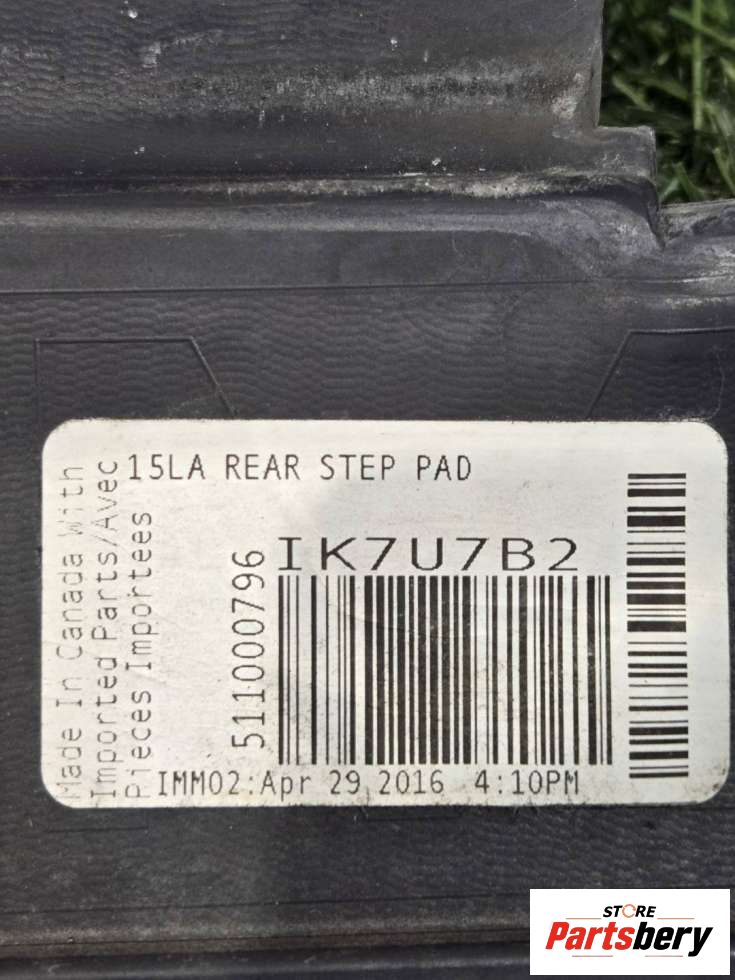 15LA REAR STEP PAD
IK7U7B2
511000796
Made In Canada With
Imported Parts/Avec
Pieces Importees
IMM02:Apr 29,2016 4:10PM
STORE
Partsbery